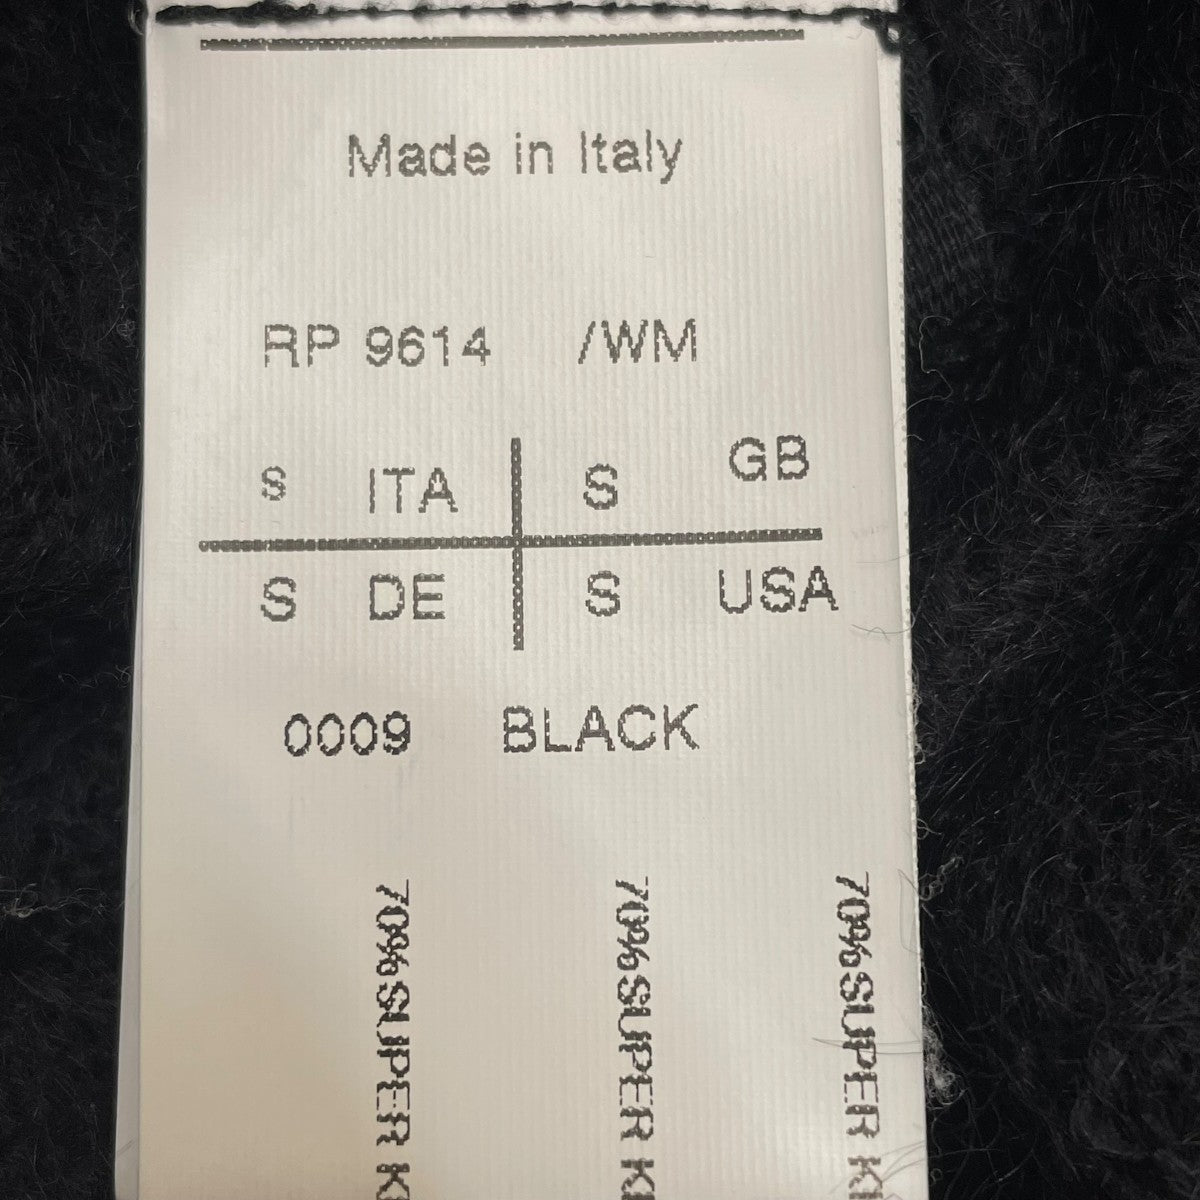 Made in Italy
RP 9614 /WM
S ITA S GB
S DE S USA
0009 BLACK
70%SUPER
70%SUPER
70%SUPER